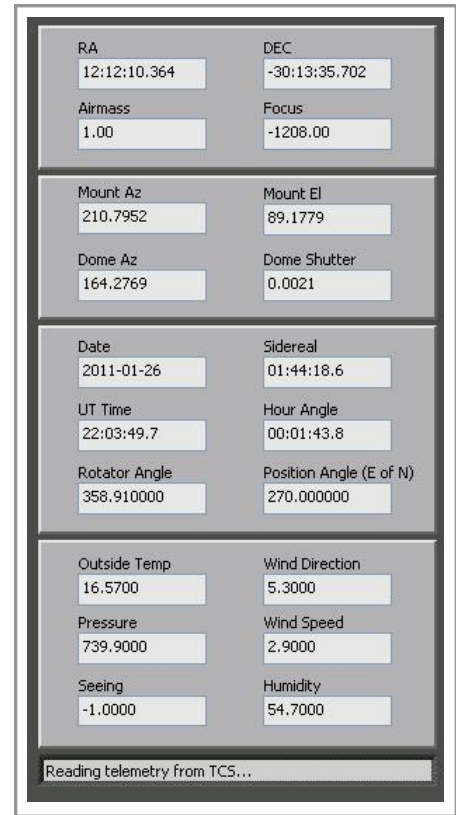 RA DEC
12:12:10.364 -30:13:35.702
Airmass Focus
1.00 -1208.00
Mount Az Mount El
210.7952 89.1779
Dome Az Dome Shutter
164.2769 0.0021
Date Sidereal
2011-01-26 01:44:18.6
UT Time Hour Angle
22:03:49.7 00:01:43.8
Rotator Angle Position Angle (E of N)
358.910000 270.000000
Outside Temp Wind Direction
16.5700 5.3000
Pressure Wind Speed
739.9000 2.9000
Seeing Humidity
-1.0000 54.7000
Reading telemetry from TCS...